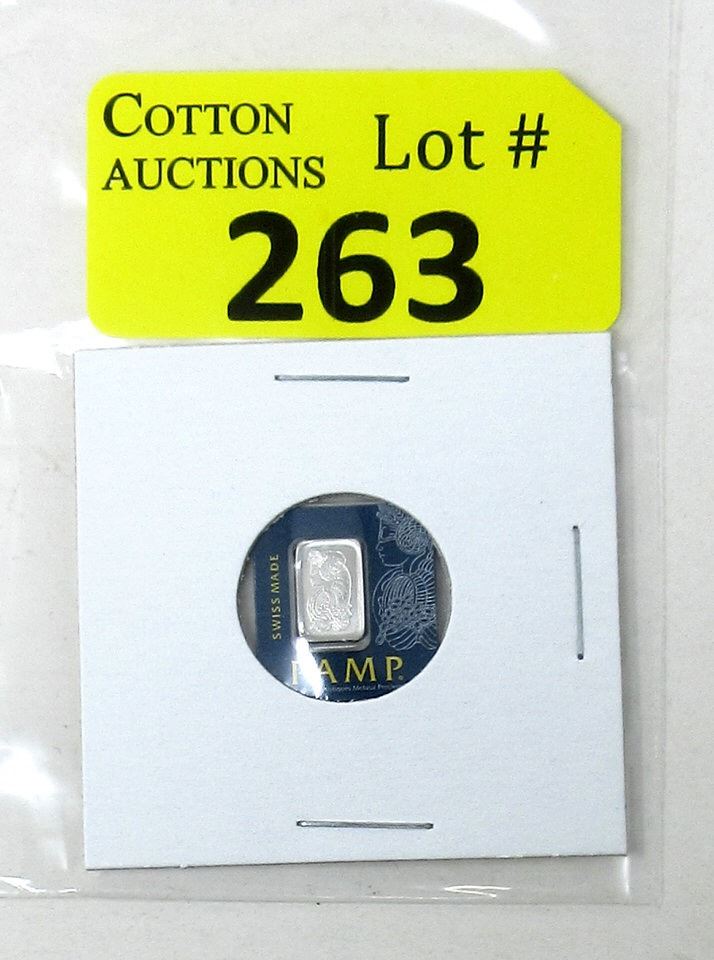 COTTON
AUCTIONS
Lot #
263
SWISS MADE
PAMP